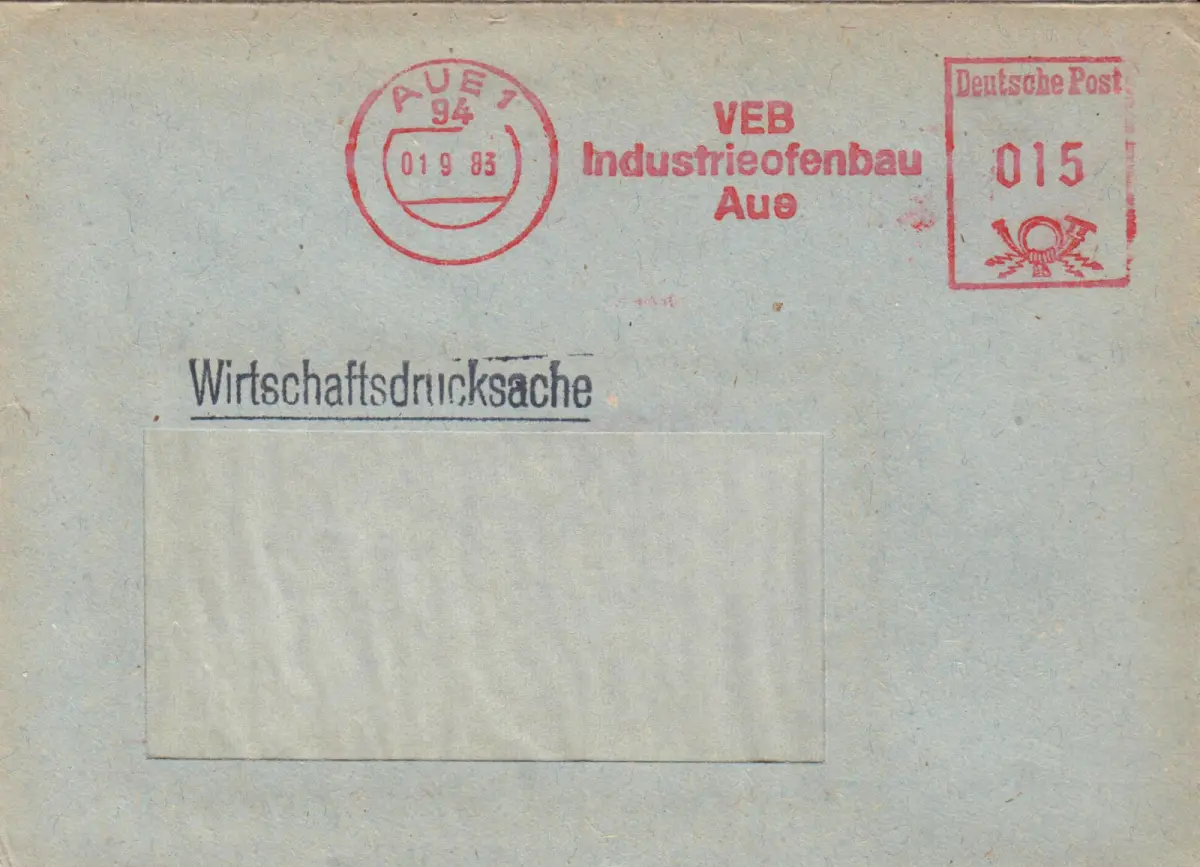 AUE 1
94
01 9 83
VEB
Industrieofenbau
Aue
Deutsche Post
015
Wirtschaftsdrucksache